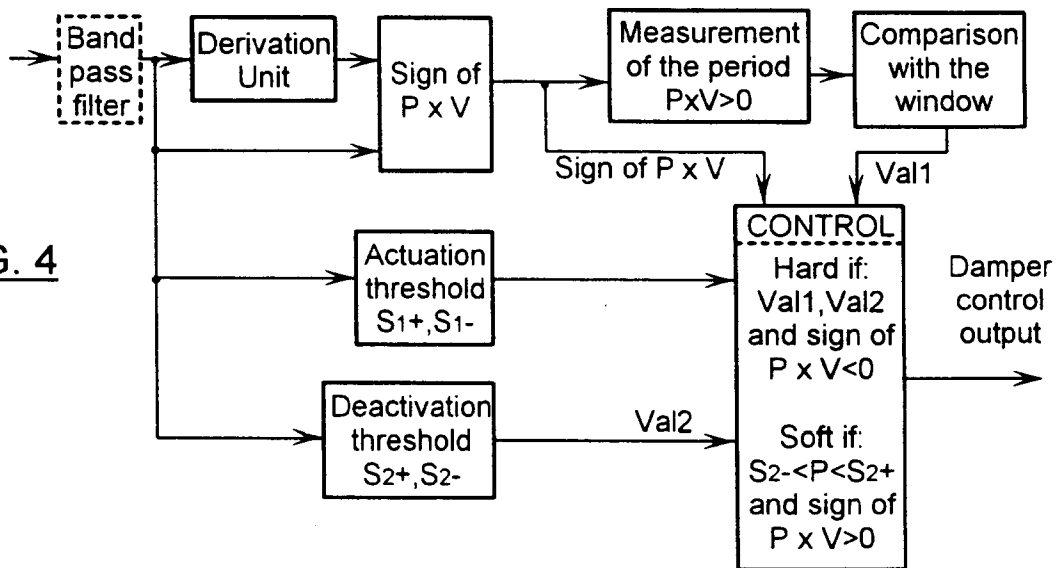 Band
pass
filter
Derivation
Unit
Sign of
P x V
Measurement
of the period
PxV>0
Comparison
with the
window
Sign of P x V
Val1
G. 4
Actuation
threshold
S1+,S1-
Deactivation
threshold
S2+,S2-
Val2
CONTROL
Hard if:
Val1,Val2
and sign of
P x V<0
Soft if:
S2-<P<S2+
and sign of
P x V>0
Damper
control
output